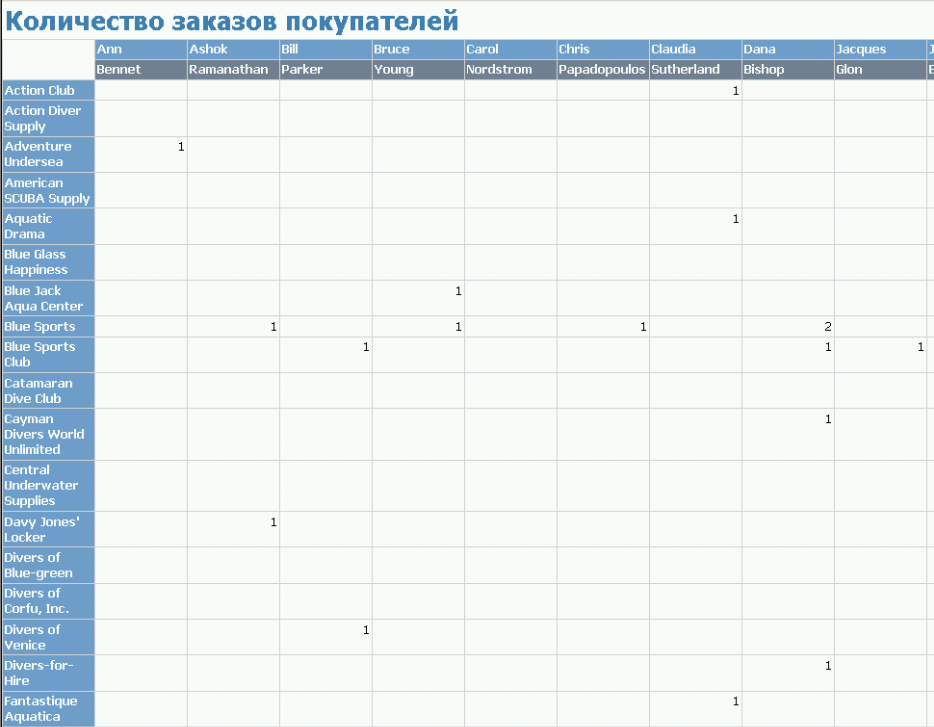 Количество заказов покупателей
Ann Ashok Bill Bruce Carol Chris Claudia Dana Jacques
Bennet Ramanathan Parker Young Nordstrom Papadopoulos Sutherland Bishop Glon
Action Club 1
Action Diver
Supply
Adventure 1
Undersea
American
SCUBA Supply
Aquatic 1
Drama
Blue Glass
Happiness
Blue Jack 1
Aqua Center
Blue Sports 1 1 1 2
Blue Sports 1 1 1
Club
Catamaran
Dive Club
Cayman 1
Divers World
Unlimited
Central
Underwater
Supplies
Davy Jones' 1
Locker
Divers of
Blue-green
Divers of
Corfu, Inc.
Divers of 1
Venice
Divers-for- 1
Hire
Fantastique 1
Aquatica